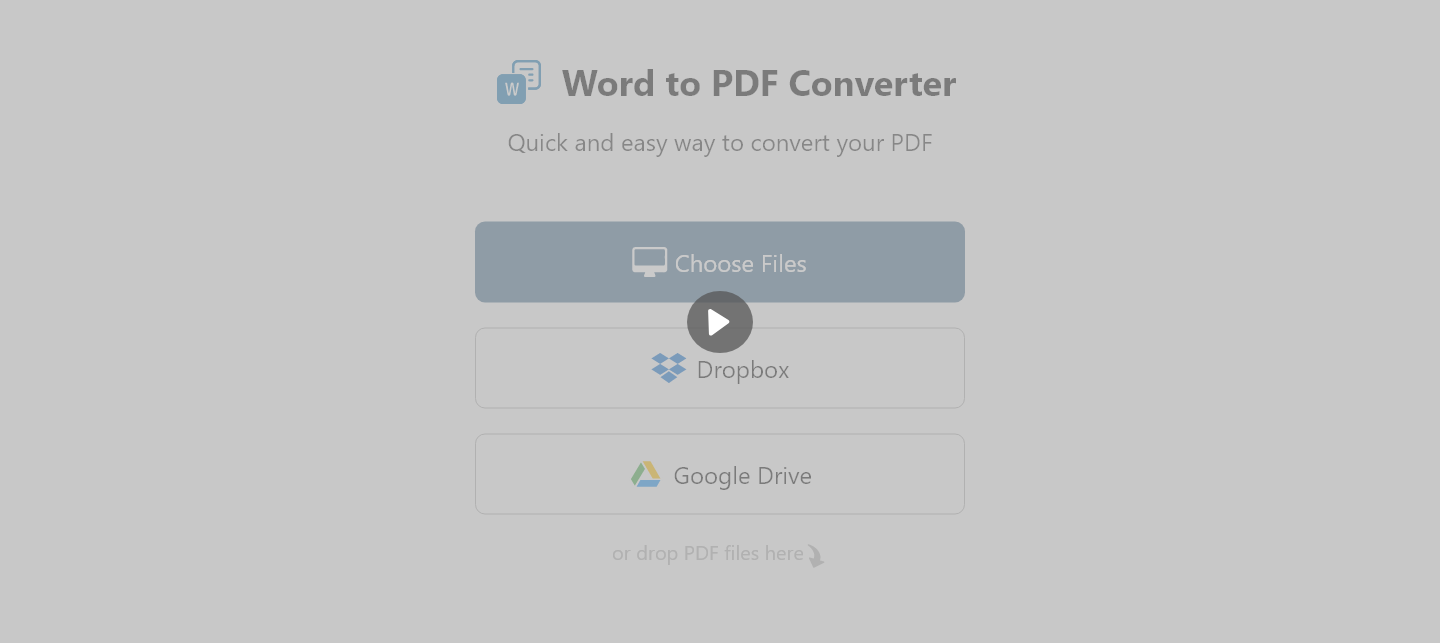 W
Word to PDF Converter
Quick and easy way to convert your PDF
Choose Files
Dropbox
Google Drive
or drop PDF files here